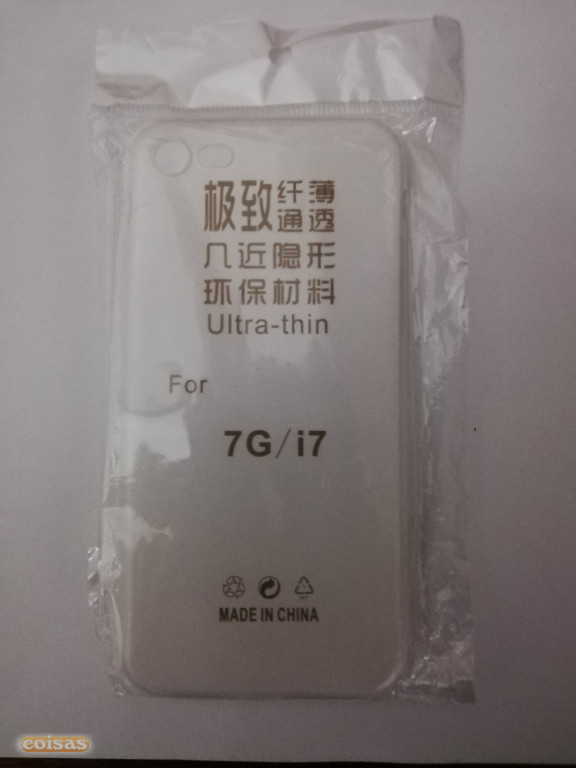 极致纤薄
通透
几近隐形
环保材料
Ultra-thin
For
7G/i7
MADE IN CHINA
coisas